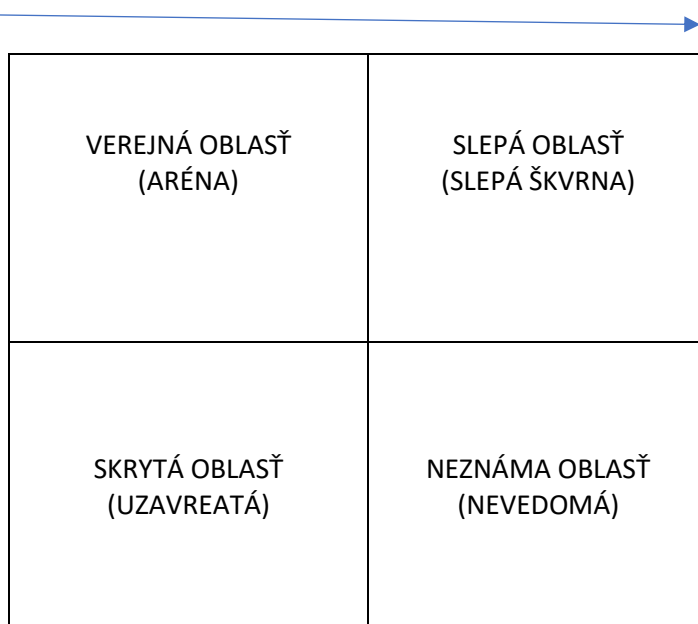 VEREJNÁ OBLASŤ
(ARÉNA)
SLEPÁ OBLASŤ
(SLEPÁ ŠKVRNA)
SKRYTÁ OBLASŤ
(UZAVREATÁ)
NEZNÁMA OBLASŤ
(NEVEDOMÁ)